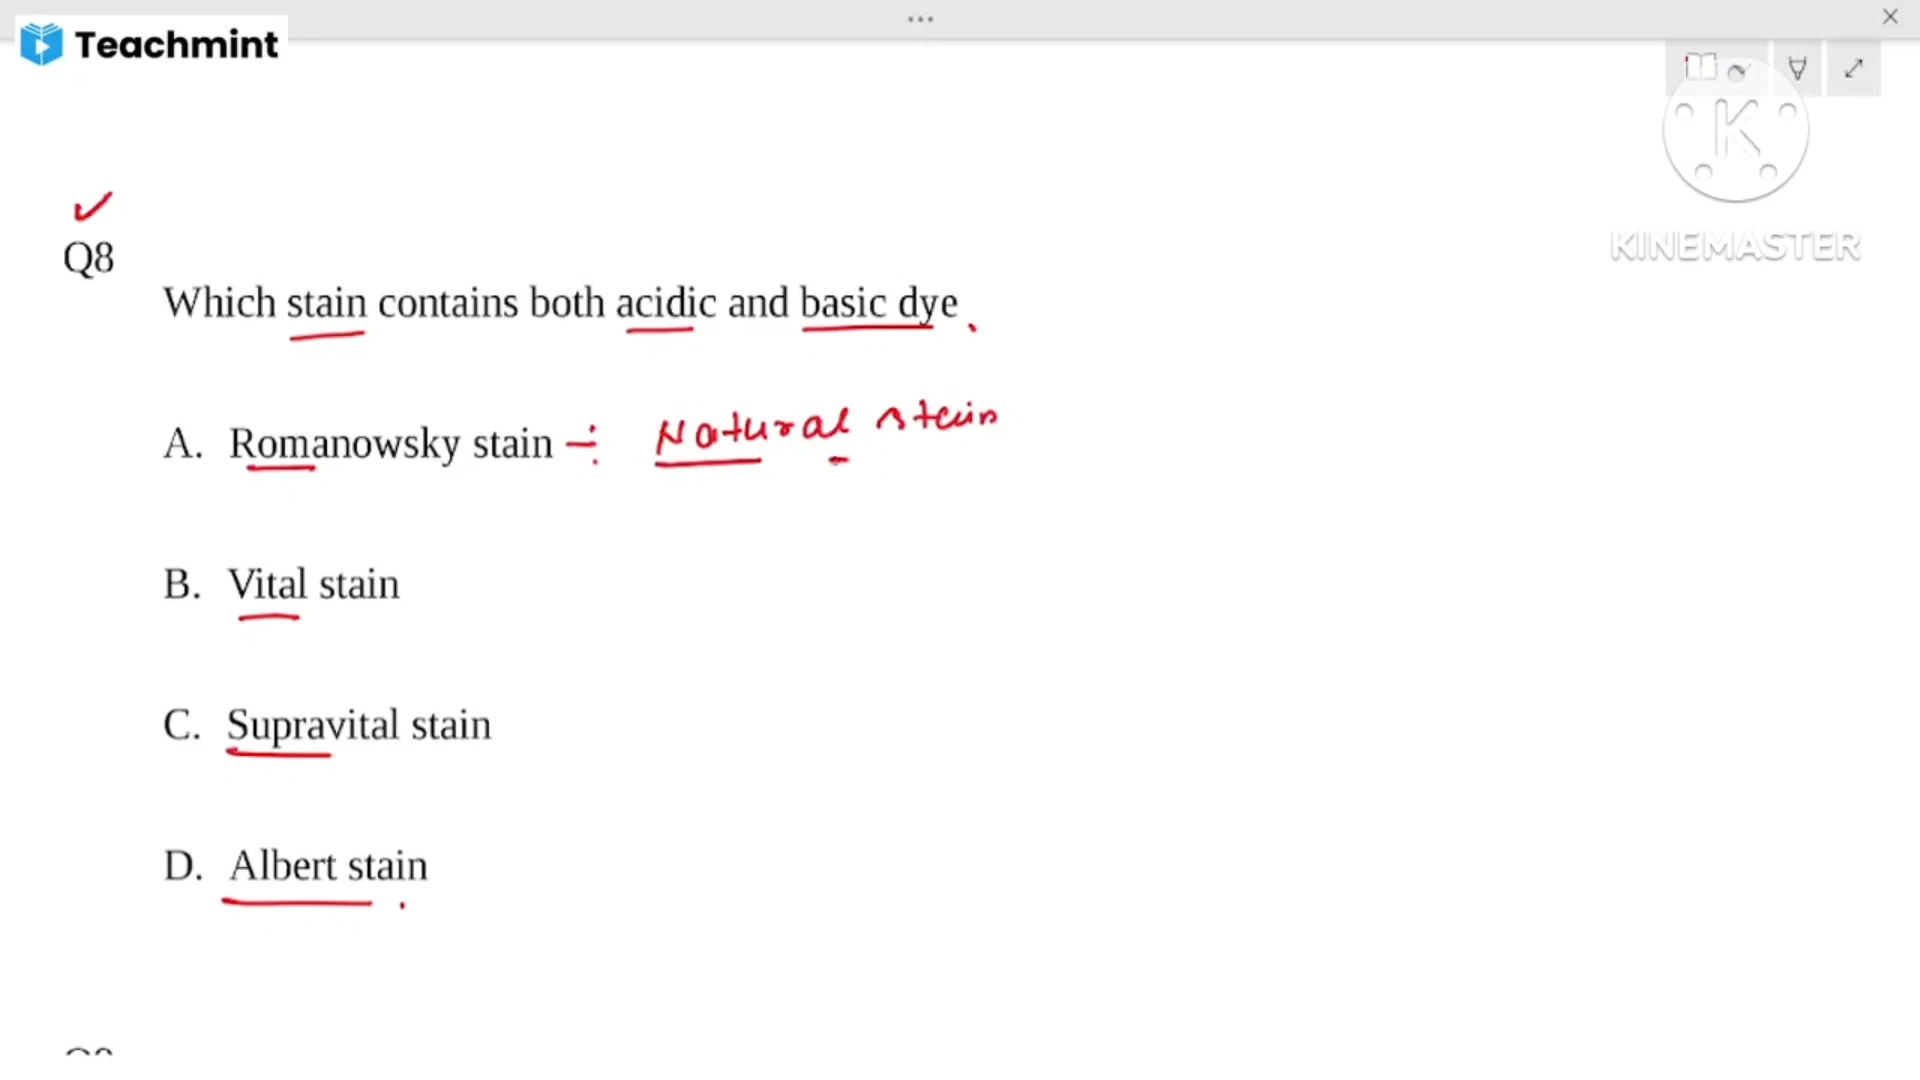 Teachmint
KINEMASTER
Q8
Which stain contains both acidic and basic dye
A. Romanowsky stain ÷ Natural stain
B. Vital stain
C. Supravital stain
D. Albert stain